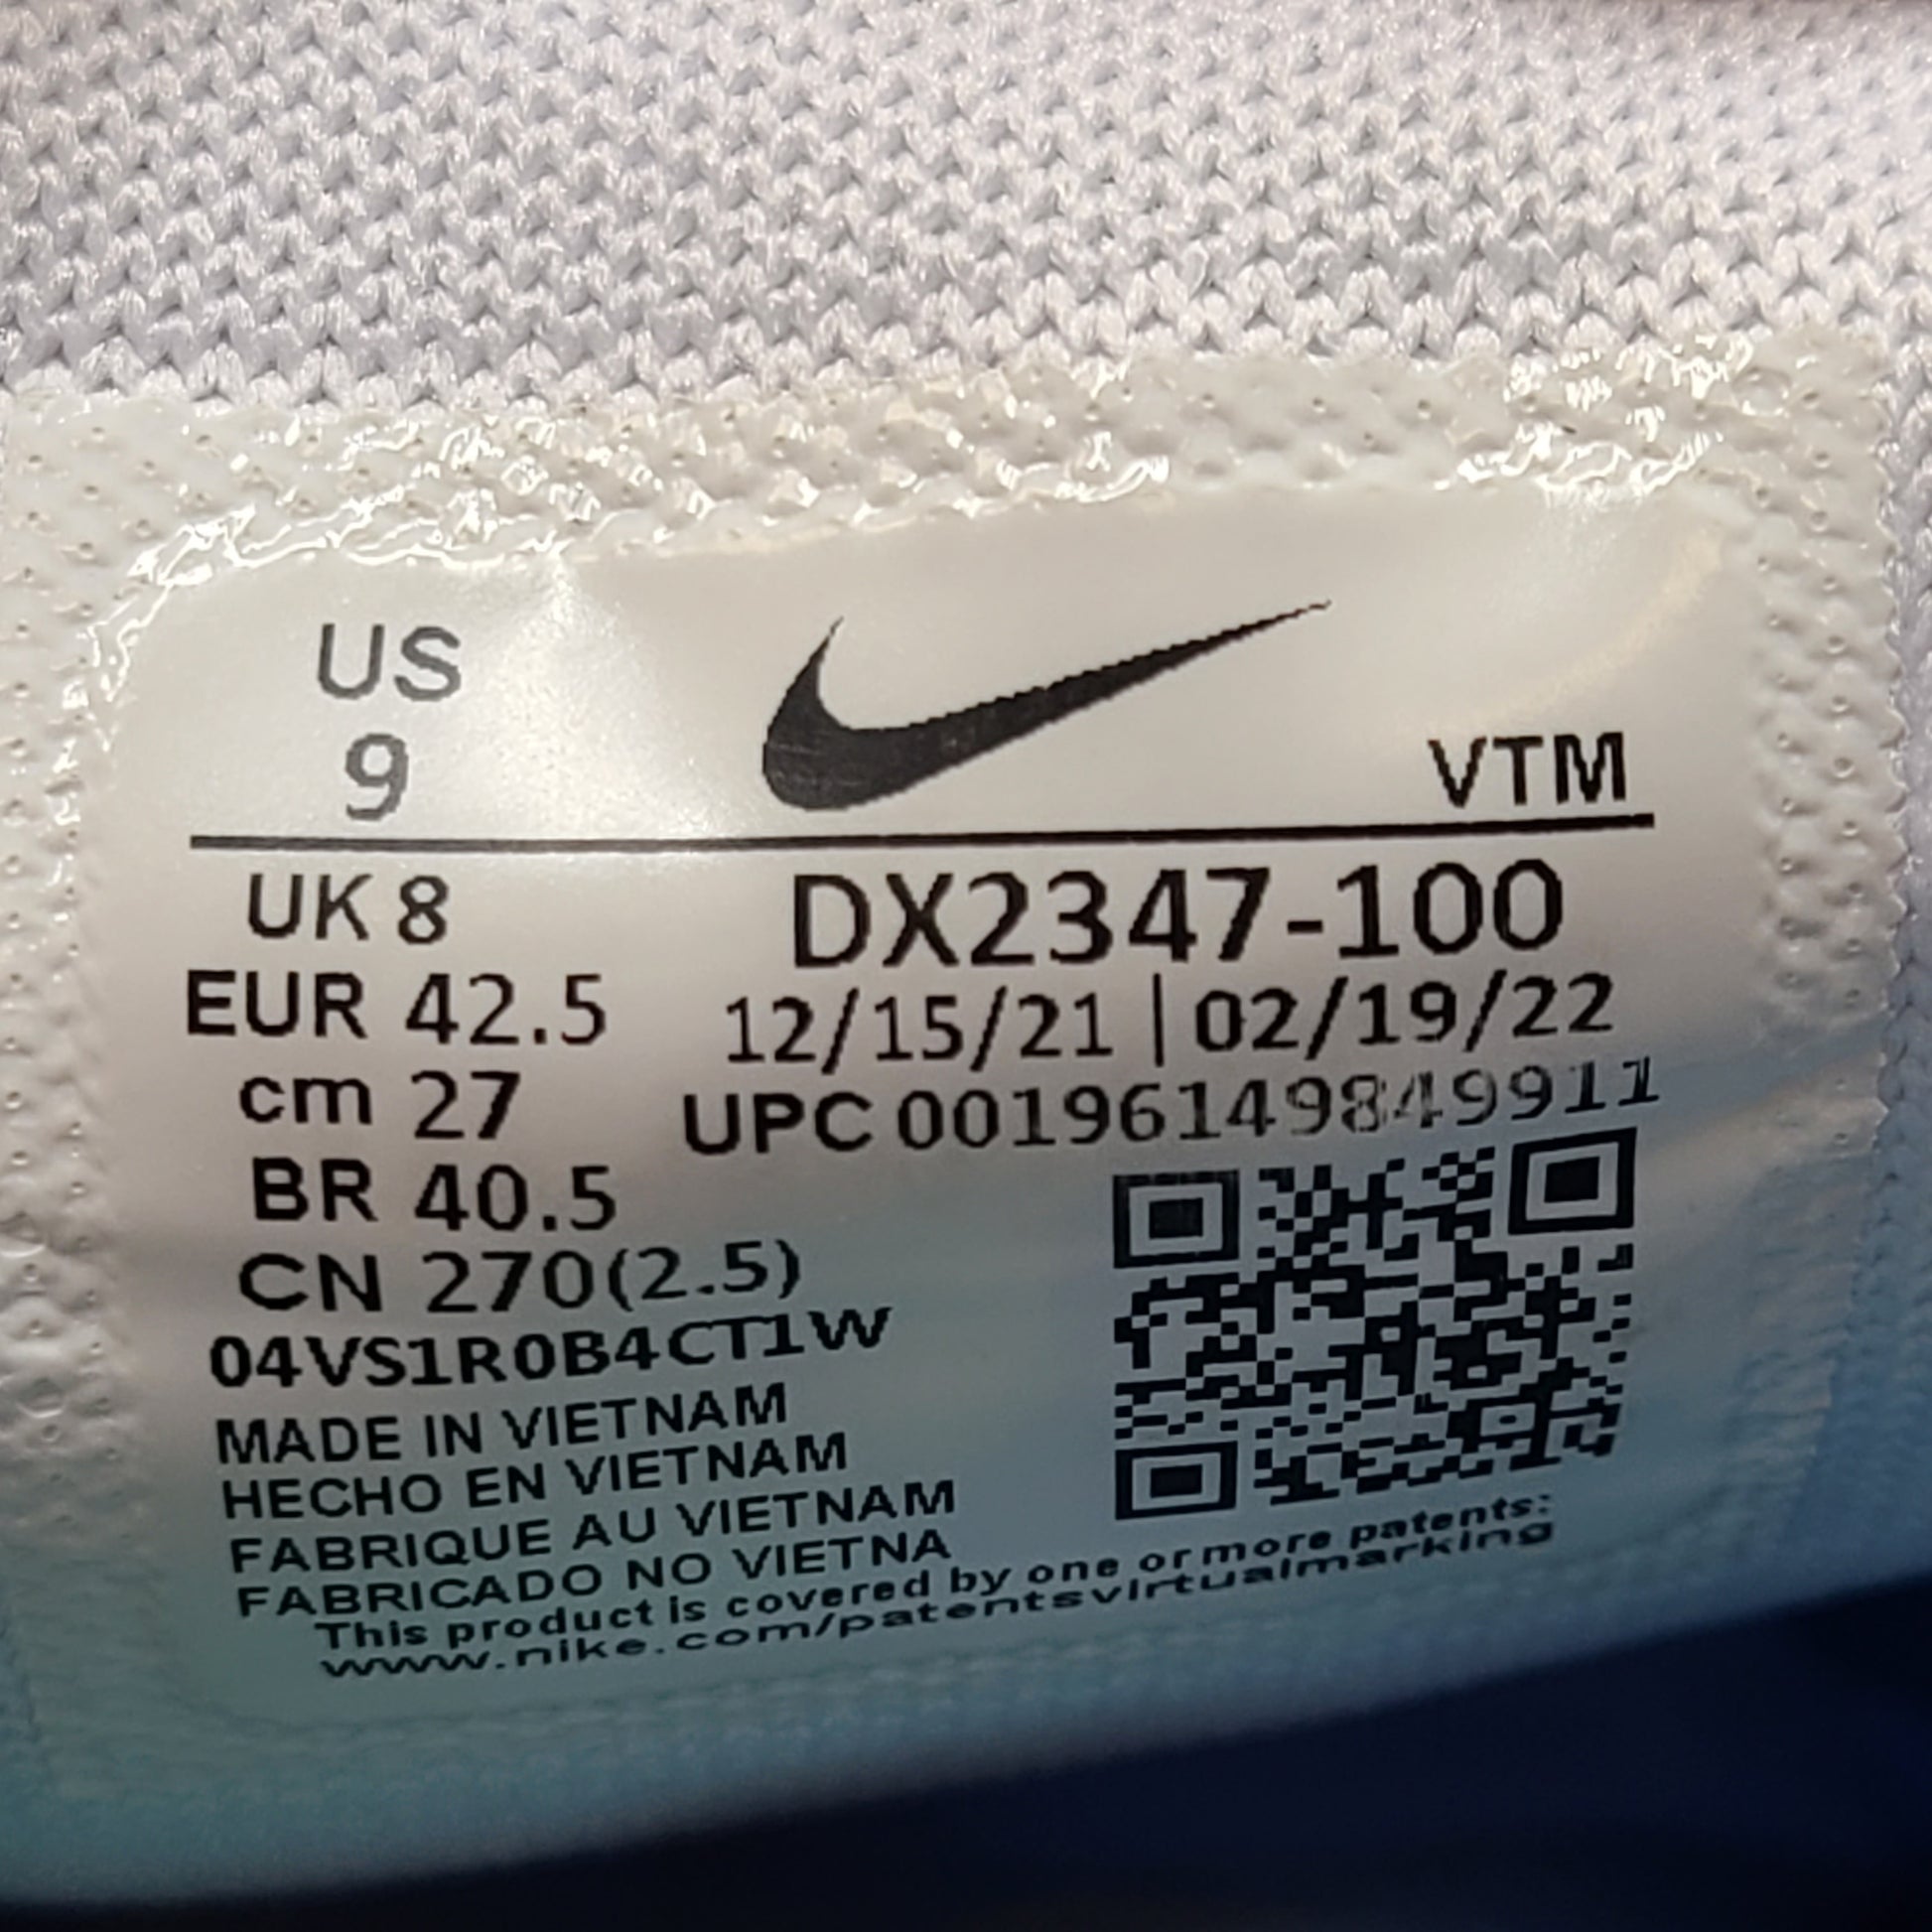 US
9
VTM
UK 8
DX2347-100
EUR 42.5
12/15/21 | 02/19/22
cm 27
UPC 00196149849911
BR 40.5
CN 270(2.5)
04VS1R0B4CT1W
MADE IN VIETNAM
HECHO EN VIETNAM
FABRIQUE AU VIETNAM
FABRICADO NO VIETNA
This product is covered by one or more patents:
www.nike.com/patentsvirtualmarking